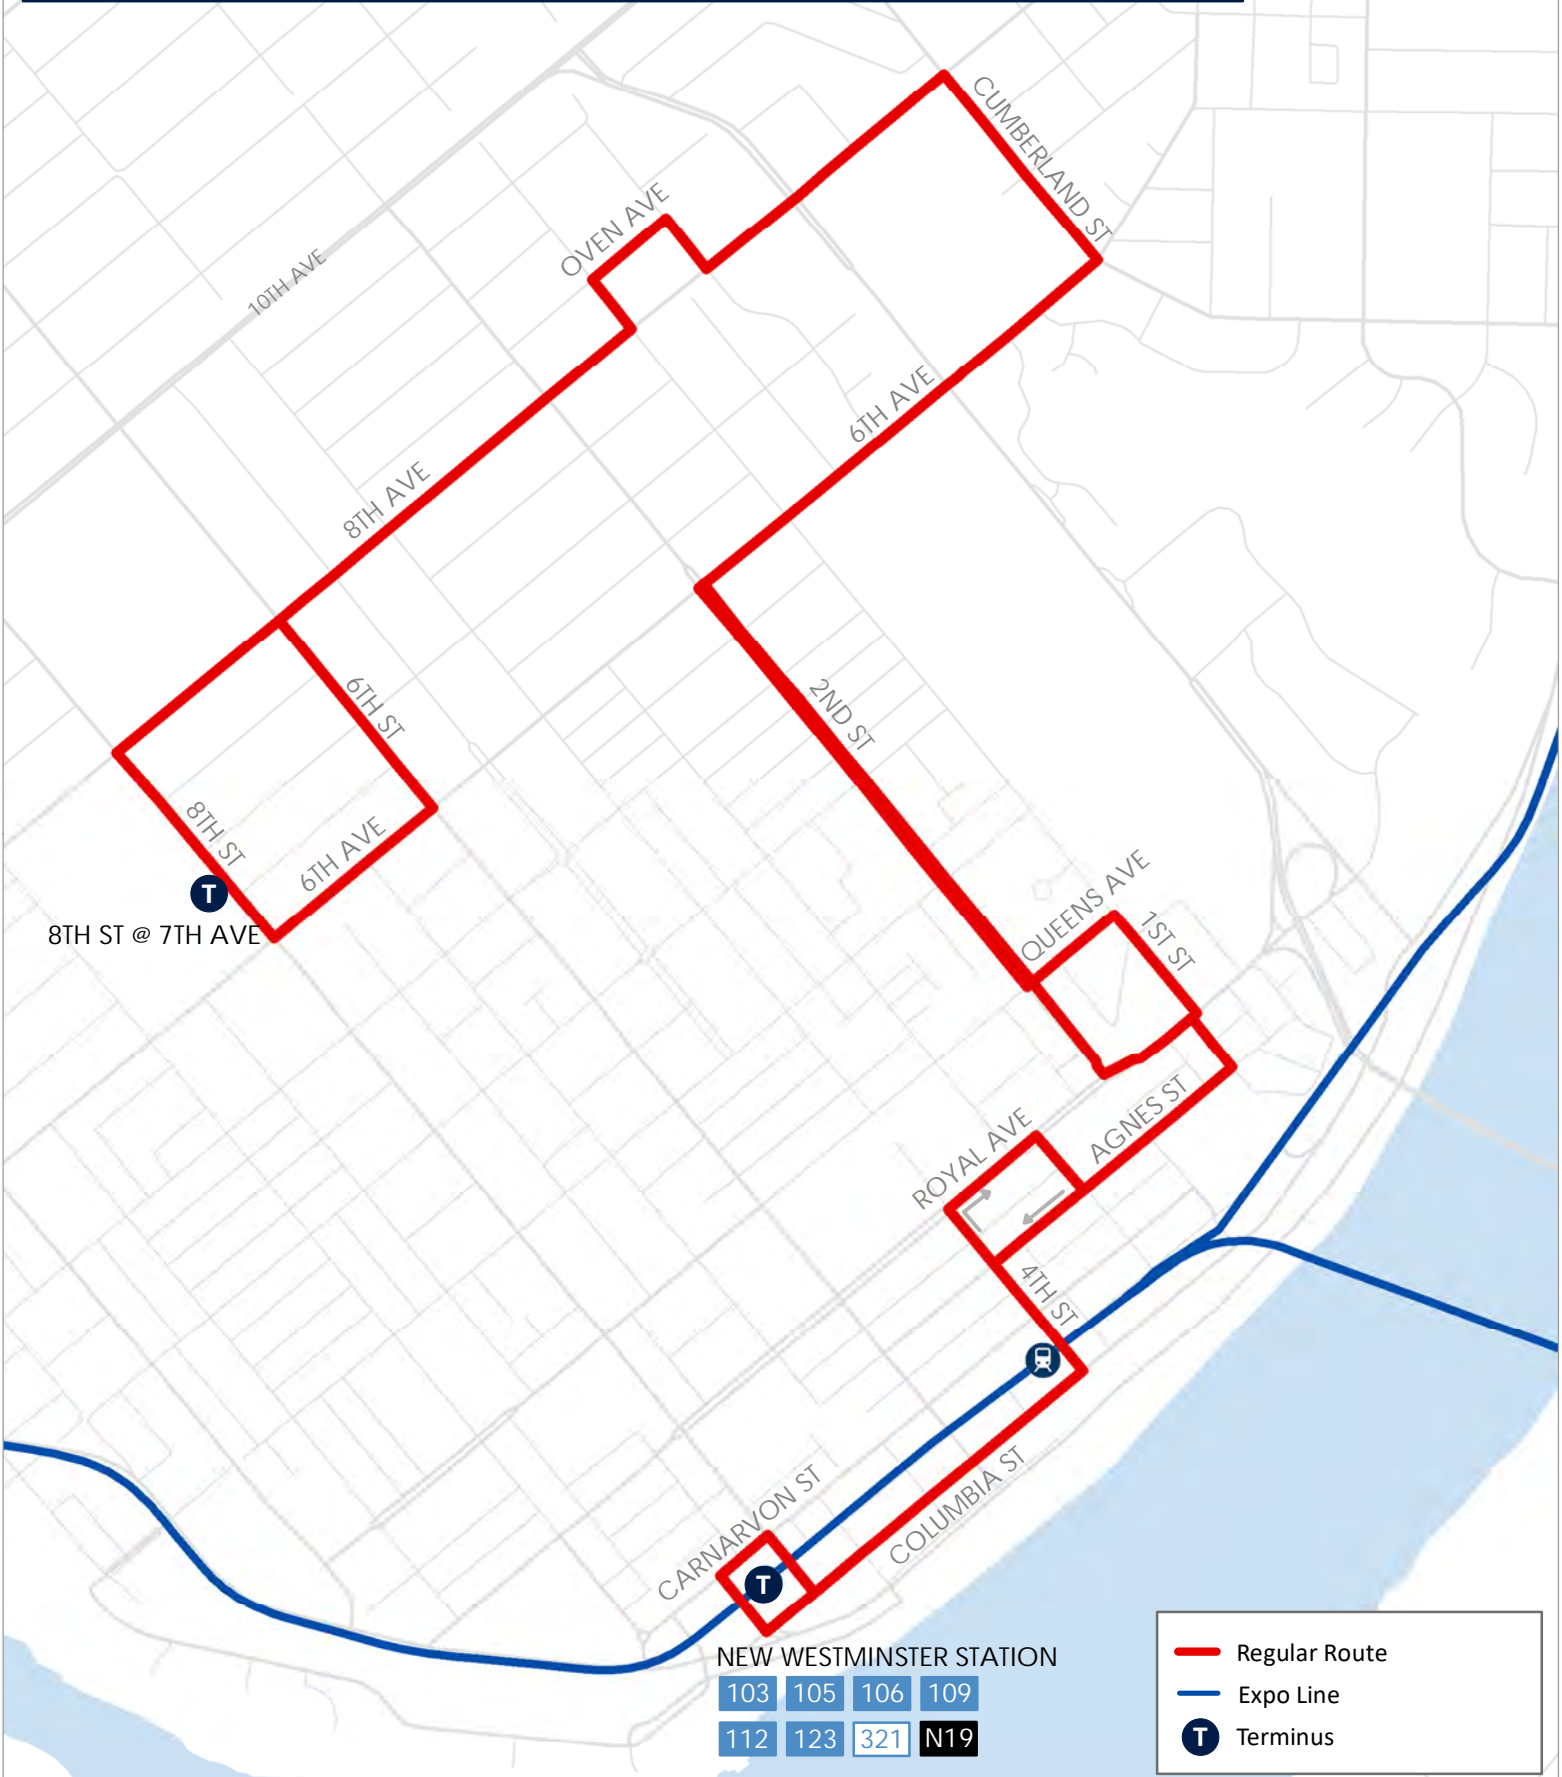 CUMBERLAND ST
OVEN AVE
10TH AVE
6TH AVE
8TH AVE
6TH ST
2ND ST
8TH ST
6TH AVE
T
8TH ST @ 7TH AVE
QUEENS AVE
1ST ST
AGNES ST
ROYAL AVE
4TH ST
COLUMBIA ST
CARNARVON ST
T
NEW WESTMINSTER STATION
103 105 106 109
112 123 321 N19
Regular Route
Expo Line
T Terminus